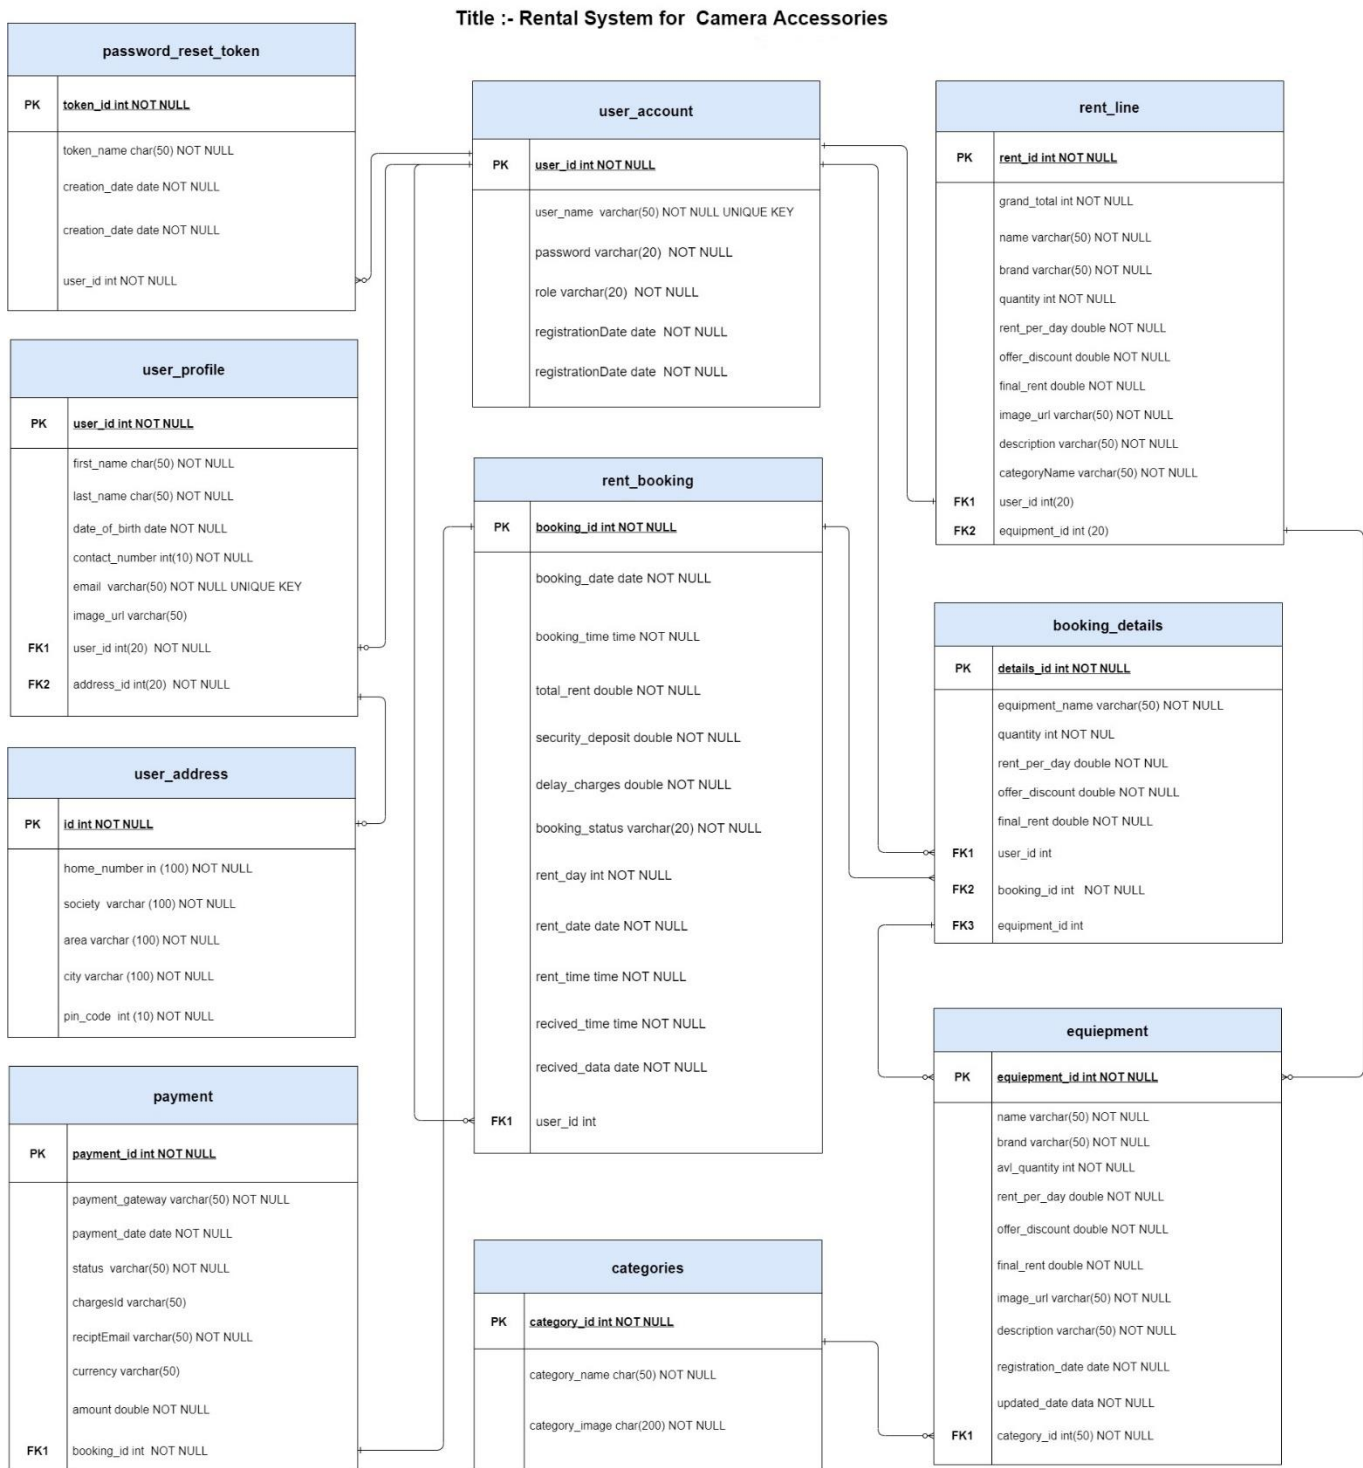 Title :- Rental System for  Camera Accessories
password_reset_token
PK token_id int NOT NULL
token_name char(50) NOT NULL
creation_date date NOT NULL
creation_date date NOT NULL
user_id int NOT NULL
user_profile
PK user_id int NOT NULL
first_name char(50) NOT NULL
last_name char(50) NOT NULL
date_of_birth date NOT NULL
contact_number int(10) NOT NULL
email  varchar(50) NOT NULL UNIQUE KEY
image_url varchar(50)
FK1 user_id int(20)  NOT NULL
FK2 address_id int(20)  NOT NULL
user_address
PK id int NOT NULL
home_number in (100) NOT NULL
society  varchar (100) NOT NULL
area varchar (100) NOT NULL
city varchar (100) NOT NULL
pin_code  int (10) NOT NULL
payment
PK payment_id int NOT NULL
payment_gateway varchar(50) NOT NULL
payment_date date NOT NULL
status  varchar(50) NOT NULL
chargesId varchar(50)
reciptEmail varchar(50) NOT NULL
currency varchar(50)
amount double NOT NULL
FK1 booking_id int  NOT NULL
user_account
PK user_id int NOT NULL
user_name  varchar(50) NOT NULL UNIQUE KEY
password varchar(20)  NOT NULL
role varchar(20)  NOT NULL
registrationDate date  NOT NULL
registrationDate date  NOT NULL
rent_booking
PK booking_id int NOT NULL
booking_date date NOT NULL
booking_time time NOT NULL
total_rent double NOT NULL
security_deposit double NOT NULL
delay_charges double NOT NULL
booking_status varchar(20) NOT NULL
rent_day int NOT NULL
rent_date date NOT NULL
rent_time time NOT NULL
recived_time time NOT NULL
recived_data date NOT NULL
FK1 user_id int
categories
PK category_id int NOT NULL
category_name char(50) NOT NULL
category_image char(200) NOT NULL
rent_line
PK rent_id int NOT NULL
grand_total int NOT NULL
name varchar(50) NOT NULL
brand varchar(50) NOT NULL
quantity int NOT NULL
rent_per_day double NOT NULL
offer_discount double NOT NULL
final_rent double NOT NULL
image_url varchar(50) NOT NULL
description varchar(50) NOT NULL
categoryName varchar(50) NOT NULL
FK1 user_id int(20)
FK2 equipment_id int (20)
booking_details
PK details_id int NOT NULL
equipment_name varchar(50) NOT NULL
quantity int NOT NUL
rent_per_day double NOT NUL
offer_discount double NOT NULL
final_rent double NOT NULL
FK1 user_id int
FK2 booking_id int   NOT NULL
FK3 equipment_id int
equiepment
PK equiepment_id int NOT NULL
name varchar(50) NOT NULL
brand varchar(50) NOT NULL
avl_quantity int NOT NULL
rent_per_day double NOT NULL
offer_discount double NOT NULL
final_rent double NOT NULL
image_url varchar(50) NOT NULL
description varchar(50) NOT NULL
registration_date date NOT NULL
updated_date data NOT NULL
FK1 category_id int(50) NOT NULL